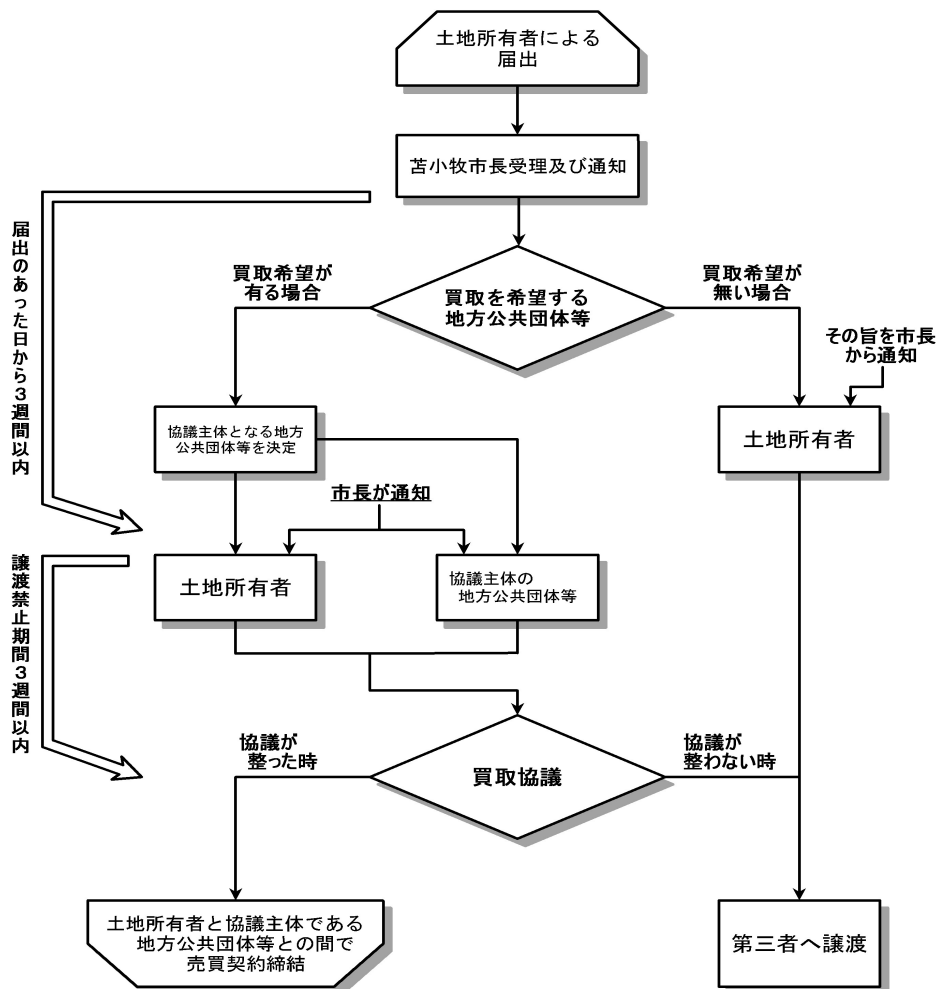 土地所有者による
届出
苫小牧市長受理及び通知
届出のあった日から3週間以内
買取希望が
有る場合
買取を希望する
地方公共団体等
買取希望が
無い場合
その旨を市長
から通知
協議主体となる地方
公共団体等を決定
土地所有者
市長が通知
譲渡禁止期間3週間以内
土地所有者
協議主体の
地方公共団体等
協議が
整った時
買取協議
協議が
整わない時
土地所有者と協議主体である
地方公共団体等との間で
売買契約締結
第三者へ譲渡